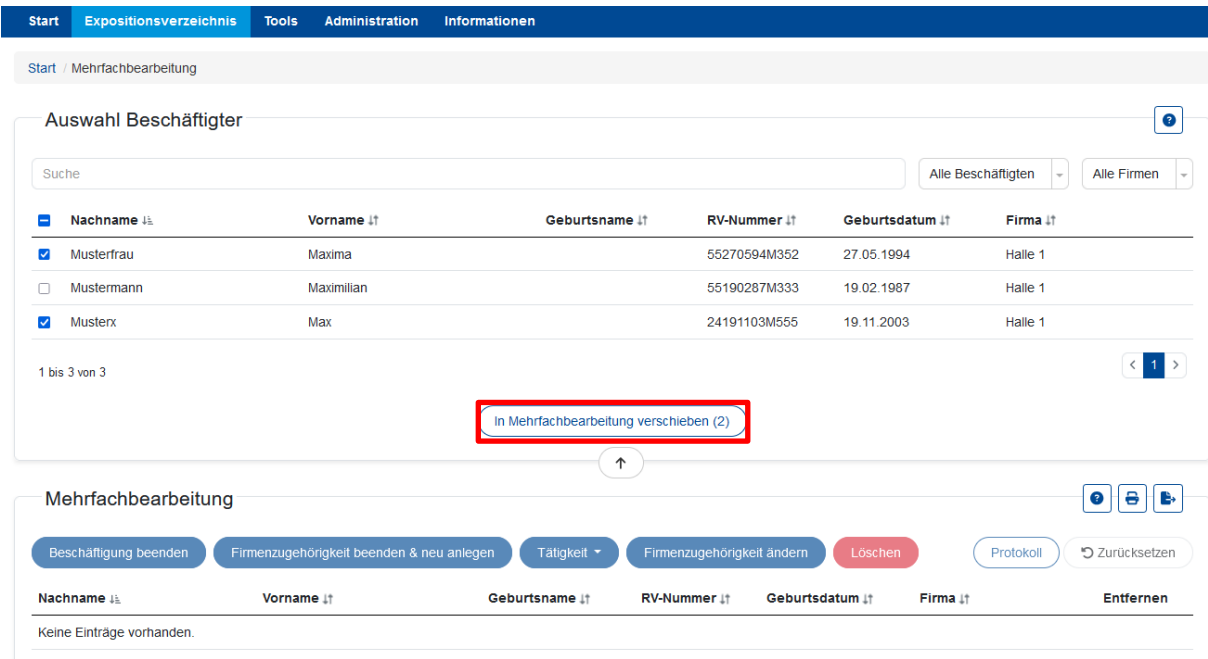 Start Expositionsverzeichnis Tools Administration Informationen
Start / Mehrfachbearbeitung
Auswahl Beschäftigter
Suche Alle Beschäftigten Alle Firmen
Nachname Vorname Geburtsname RV-Nummer Geburtsdatum Firma
Musterfrau Maxima 55270594M352 27.05.1994 Halle 1
Mustermann Maximilian 55190287M333 19.02.1987 Halle 1
Musterx Max 24191103M555 19.11.2003 Halle 1
1 bis 3 von 3 1
In Mehrfachbearbeitung verschieben (2)
Mehrfachbearbeitung
Beschäftigung beenden Firmenzugehörigkeit beenden & neu anlegen Tätigkeit Firmenzugehörigkeit ändern Löschen Protokoll Zurücksetzen
Nachname Vorname Geburtsname RV-Nummer Geburtsdatum Firma Entfernen
Keine Einträge vorhanden.